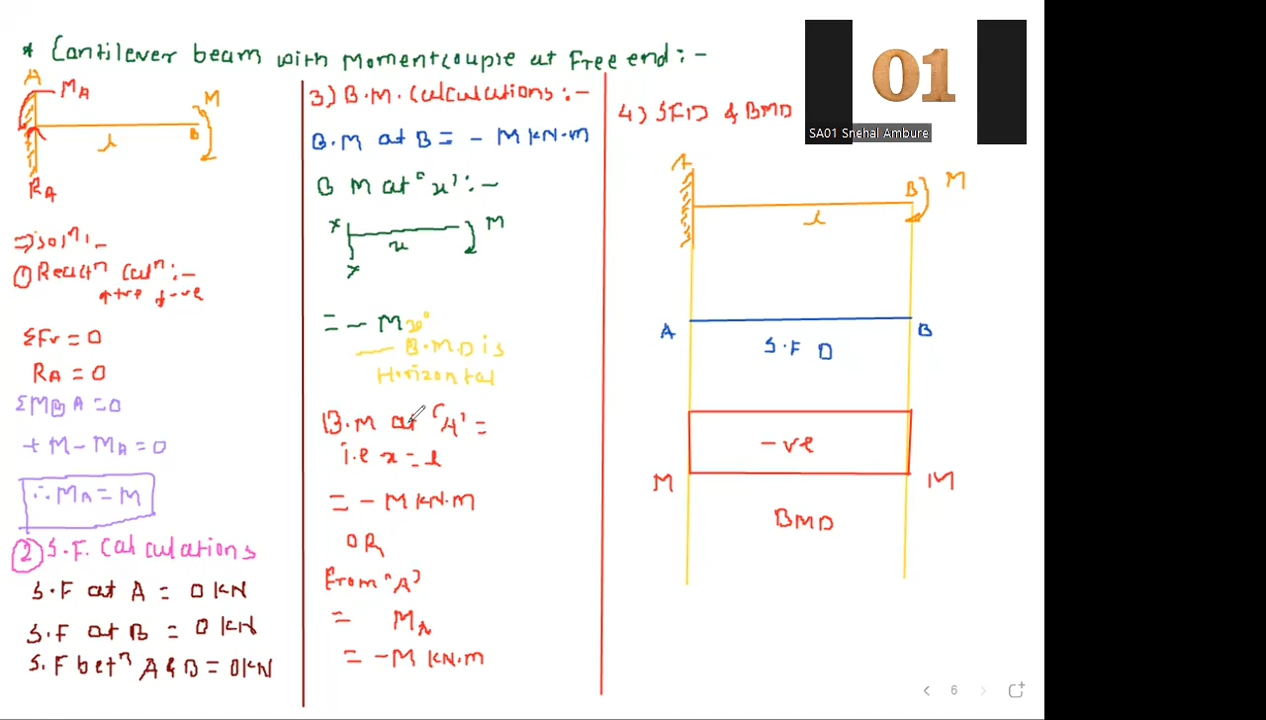 * Cantilever beam with Moment couple at Free end :-
A
MA
M
B
l
RA
⇒ solⁿ :-
① Reactⁿ calⁿ :-
↑+ve ↓-ve
ΣFv = 0
RA = 0
ΣM@ A = 0
+ M - MA = 0
∴ MA = M
② S.F. Calculations
S.F at A = 0 kN
S.F at B = 0 kN
S.F betⁿ A & B = 0 kN
3) B.M. Calculations :-
B.M at B = - M kN.m
B M at 'x' :-
x
x
x
M
= - M x⁰
— B.M.D is
Horizontal
B.M at 'A' =
i.e x = l
= - M kN.m
OR,
From "A"
= MA
= -M kN.m
4) SFD & BMD
01
SA01 Snehal Ambure
A
B
M
l
A
B
S.F D
-ve
M
M
BMD
6